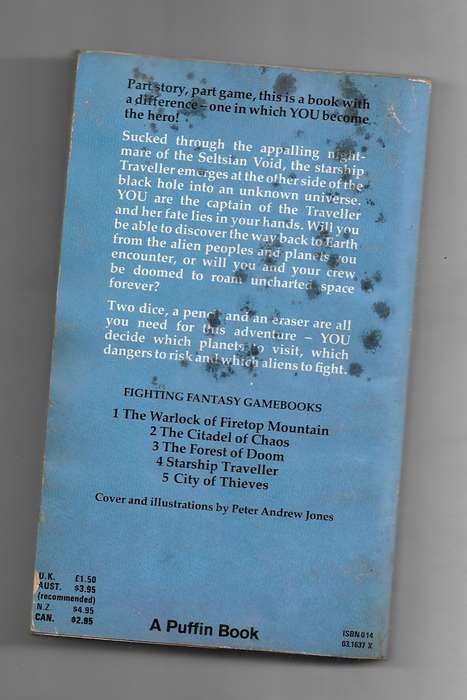 Part story, part game, this is a book with
a difference – one in which YOU become
the hero!
Sucked through the appalling night-
mare of the Seltsian Void, the starship
Traveller emerges at the other side of the
black hole into an unknown universe.
YOU are the captain of the Traveller
and her fate lies in your hands. Will you
be able to discover the way back to Earth
from the alien peoples and planets you
encounter, or will you and your crew
be doomed to roam uncharted space
forever?
Two dice, a pencil and an eraser are all
you need for this adventure – YOU
decide which planets to visit, which
dangers to risk and which aliens to fight.
FIGHTING FANTASY GAMEBOOKS
1 The Warlock of Firetop Mountain
2 The Citadel of Chaos
3 The Forest of Doom
4 Starship Traveller
5 City of Thieves
Cover and illustrations by Peter Andrew Jones
U.K. £1.50
AUST. $3.95
(recommended)
N.Z. $4.95
CAN. $2.95
A Puffin Book
ISBN 0 14
03.1637 X